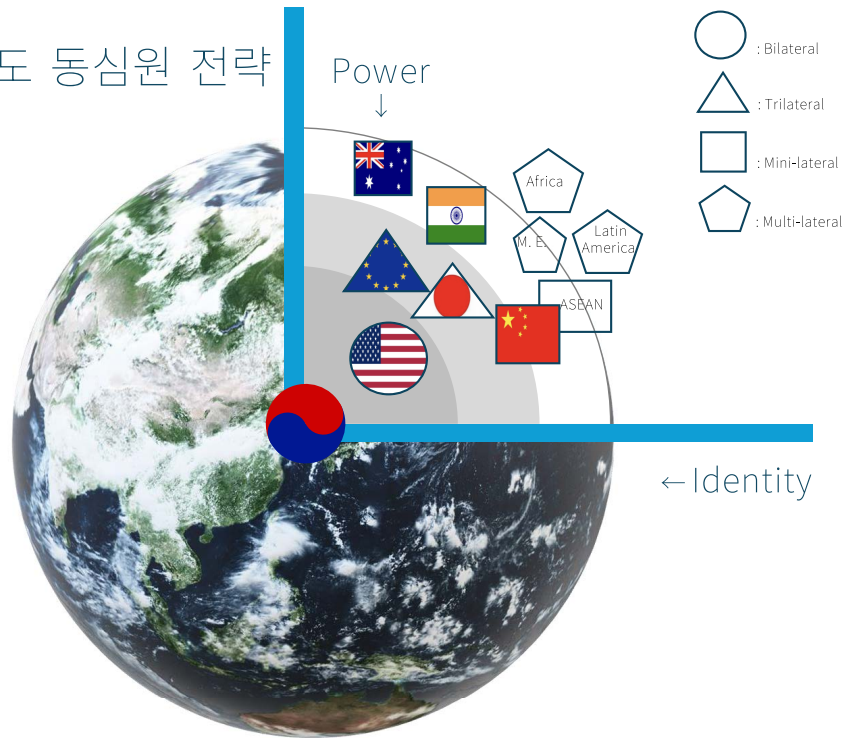 도 동심원 전략
Power
↓
: Bilateral
: Trilateral
: Mini-lateral
: Multi-lateral
Africa
M. E.
Latin
America
ASEAN
←Identity